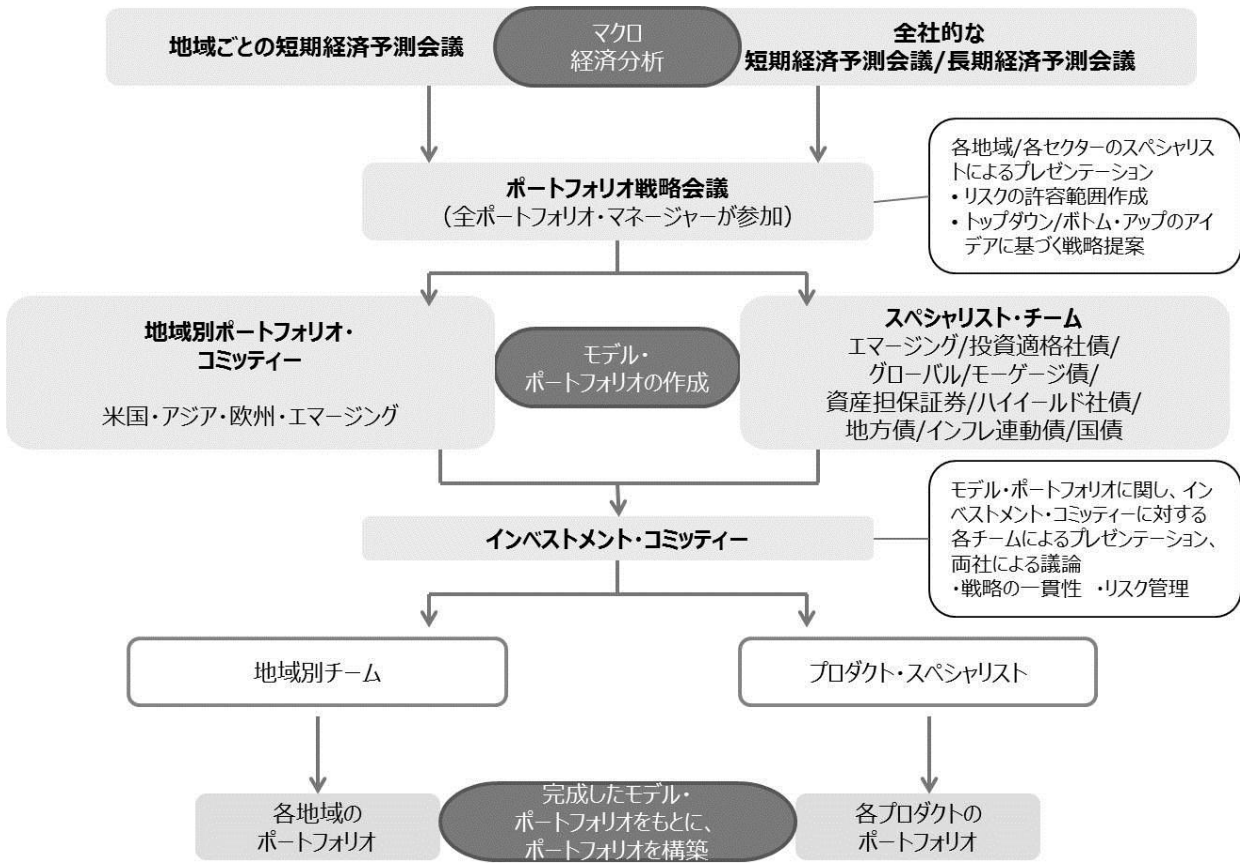 地域ごとの短期経済予測会議
マクロ
経済分析
全社的な
短期経済予測会議/長期経済予測会議
各地域/各セクターのスペシャリス
トによるプレゼンテーション
• リスクの許容範囲作成
• トップダウン/ボトム・アップのアイ
デアに基づく戦略提案
ポートフォリオ戦略会議
（全ポートフォリオ・マネージャーが参加）
地域別ポートフォリオ・
コミッティー
米国・アジア・欧州・エマージング
モデル・
ポートフォリオの作成
スペシャリスト・チーム
エマージング/投資適格社債/
グローバル/モーゲージ債/
資産担保証券/ハイイールド社債/
地方債/インフレ連動債/国債
モデル・ポートフォリオに関し、イン
ベストメント・コミッティーに対する
各チームによるプレゼンテーション、
両社による議論
・戦略の一貫性 ・リスク管理
インベストメント・コミッティー
地域別チーム
プロダクト・スペシャリスト
各地域の
ポートフォリオ
完成したモデル・
ポートフォリオをもとに、
ポートフォリオを構築
各プロダクトの
ポートフォリオ